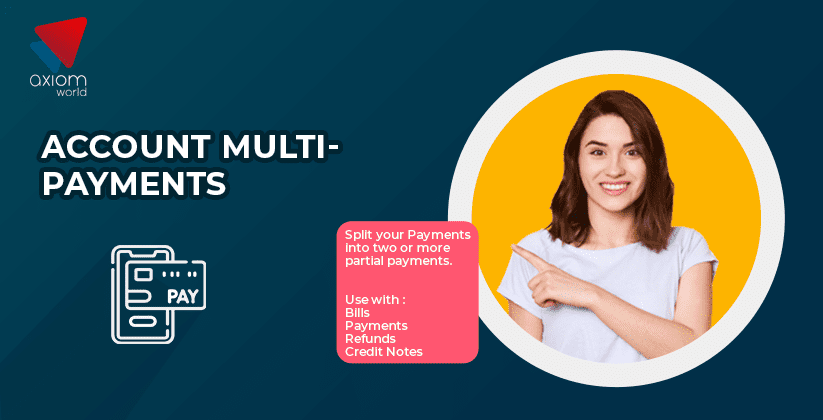 axiom
world
ACCOUNT MULTI-
PAYMENTS
Split your Payments
into two or more
partial payments.
Use with :
Bills
Payments
Refunds
Credit Notes
PAY